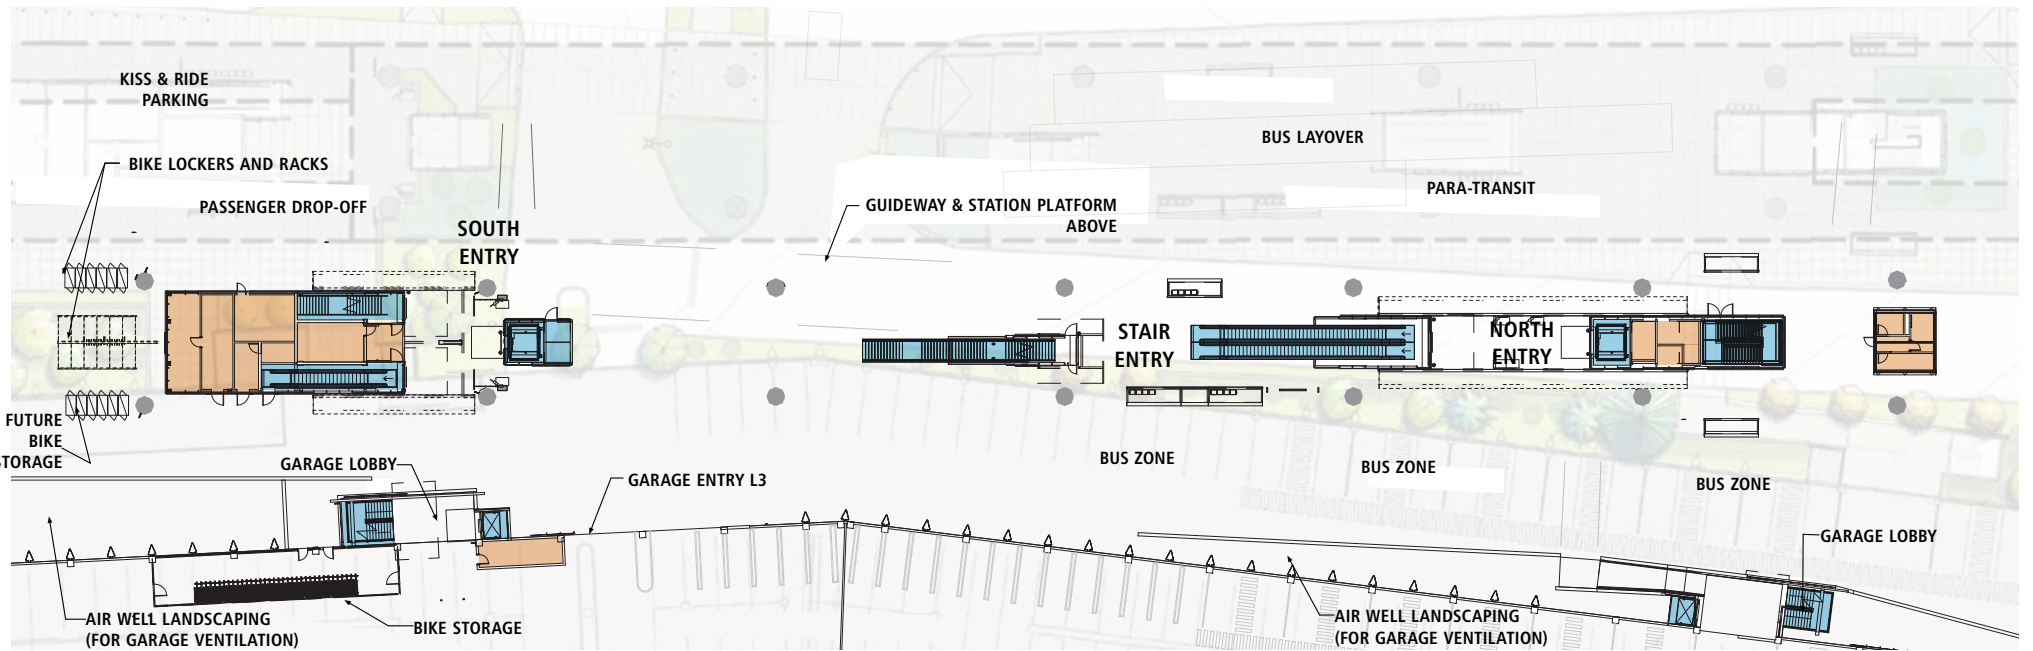 KISS & RIDE
PARKING
BIKE LOCKERS AND RACKS
PASSENGER DROP-OFF
SOUTH
ENTRY
GUIDEWAY & STATION PLATFORM
ABOVE
BUS LAYOVER
PARA-TRANSIT
STAIR
ENTRY
NORTH
ENTRY
FUTURE
BIKE
STORAGE
GARAGE LOBBY
GARAGE ENTRY L3
BUS ZONE
BUS ZONE
BUS ZONE
GARAGE LOBBY
AIR WELL LANDSCAPING
(FOR GARAGE VENTILATION)
BIKE STORAGE
AIR WELL LANDSCAPING
(FOR GARAGE VENTILATION)